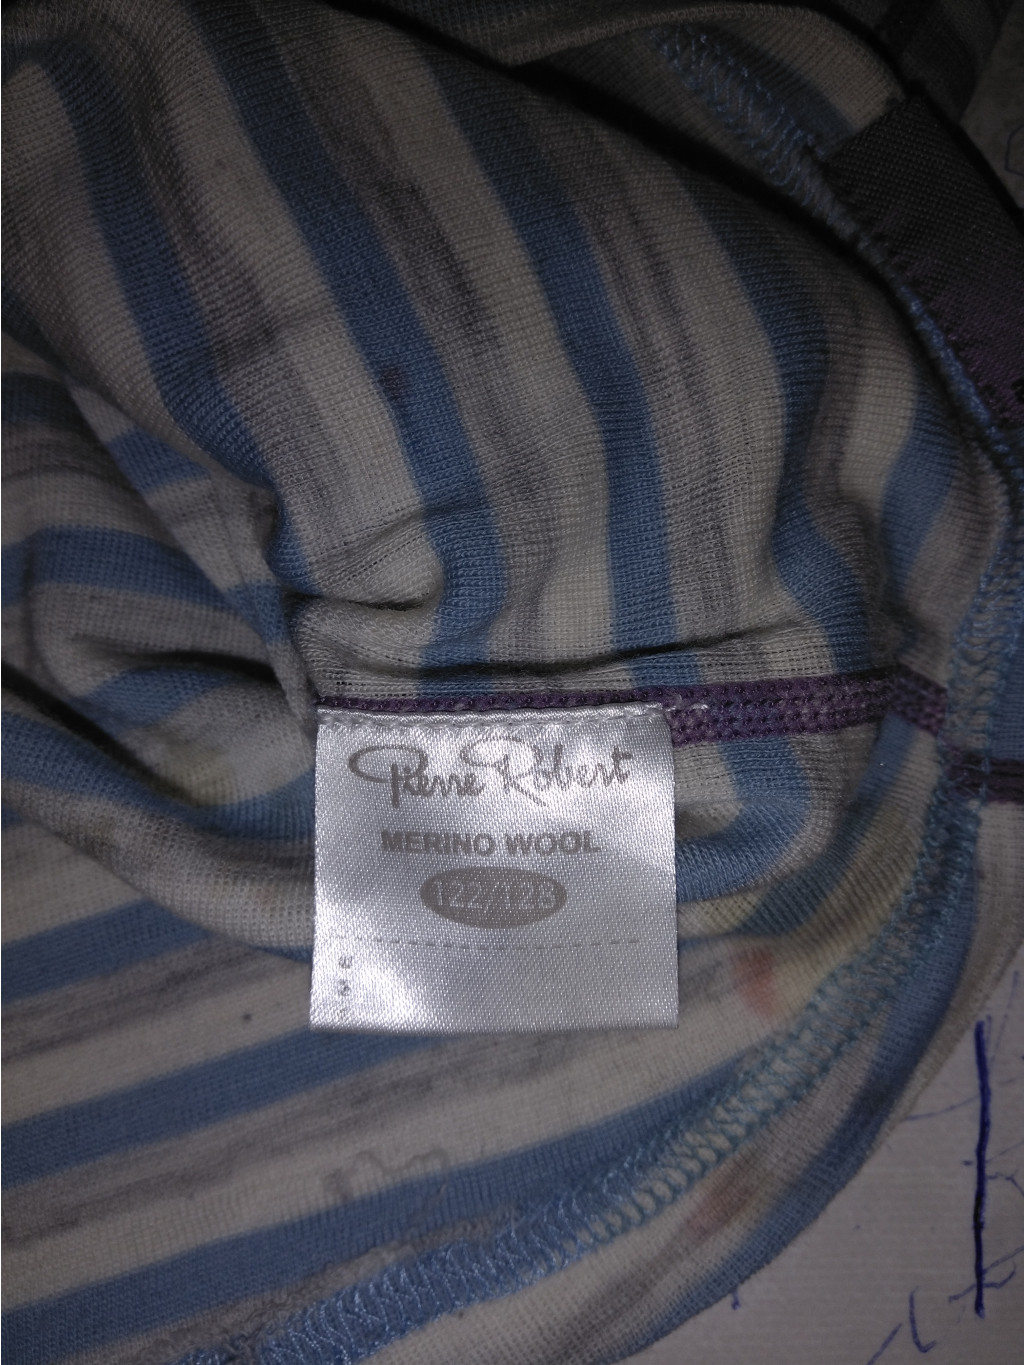 Pierre Robert
MERINO WOOL
122/128